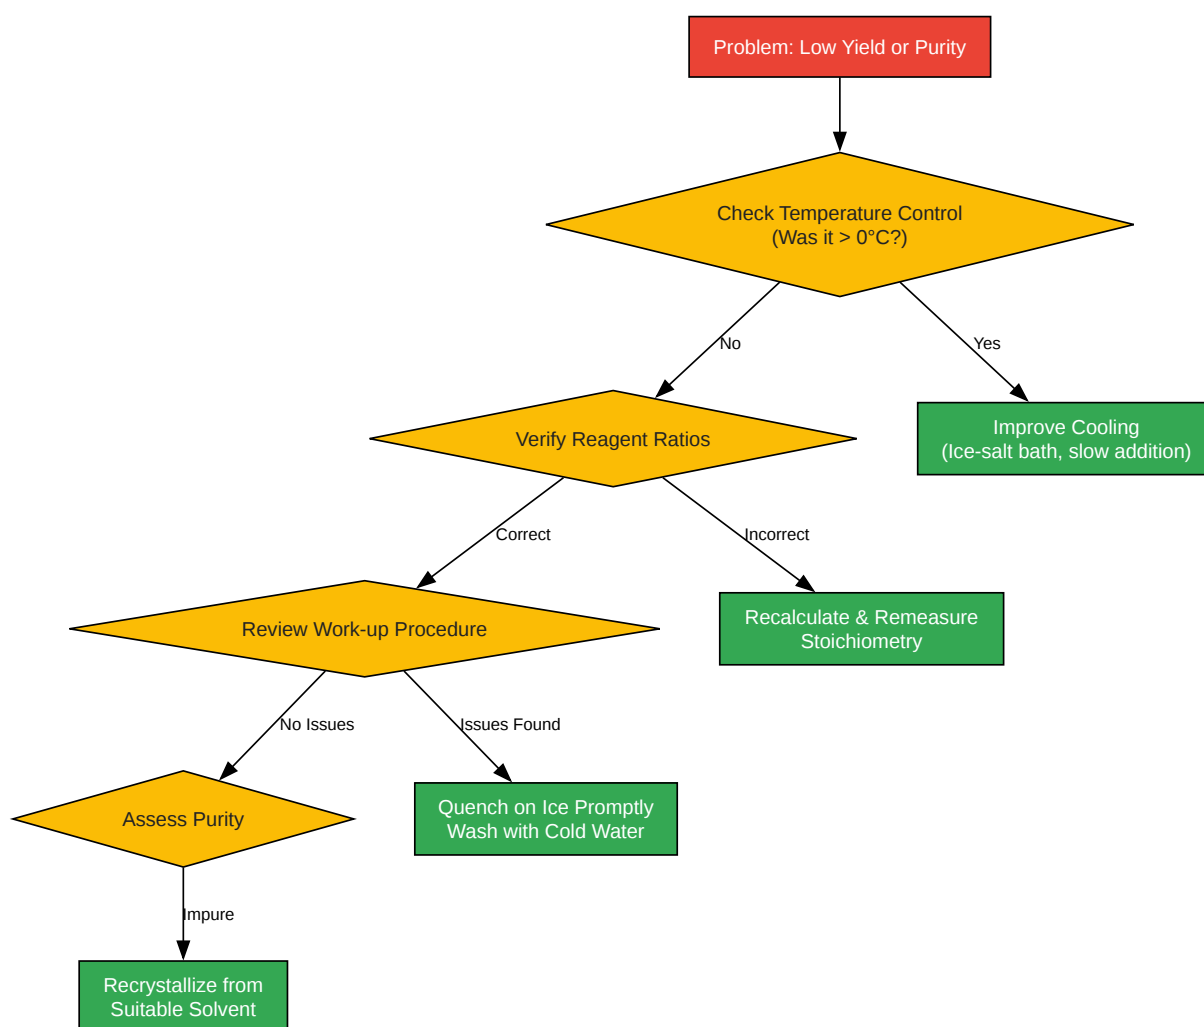 Problem: Low Yield or Purity
Check Temperature Control
(Was it > 0°C?)
No
Yes
Verify Reagent Ratios
Improve Cooling
(Ice-salt bath, slow addition)
Correct
Incorrect
Review Work-up Procedure
Recalculate & Remeasure
Stoichiometry
No Issues
Issues Found
Assess Purity
Quench on Ice Promptly
Wash with Cold Water
Impure
Recrystallize from
Suitable Solvent